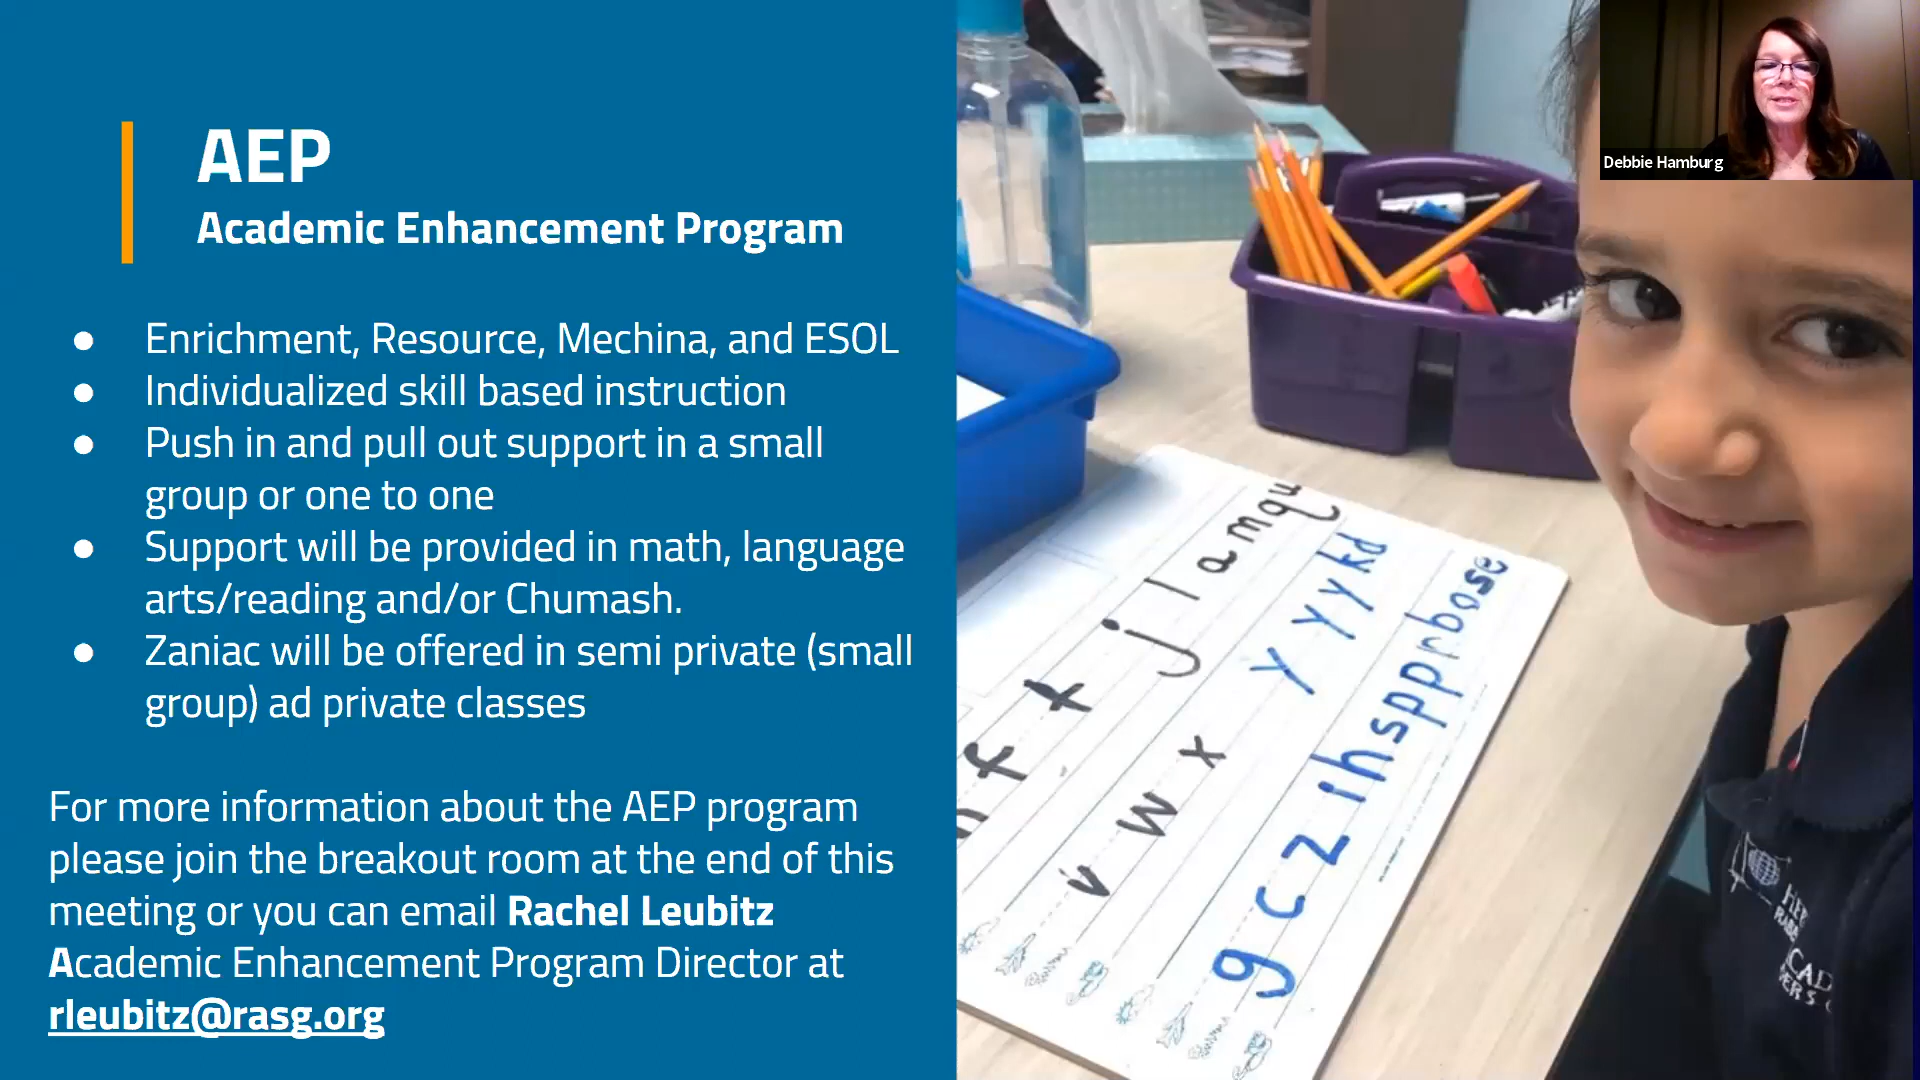 AEP
Academic Enhancement Program
● Enrichment, Resource, Mechina, and ESOL
● Individualized skill based instruction
● Push in and pull out support in a small
group or one to one
● Support will be provided in math, language
arts/reading and/or Chumash.
● Zaniac will be offered in semi private (small
group) ad private classes
For more information about the AEP program
please join the breakout room at the end of this
meeting or you can email Rachel Leubitz
Academic Enhancement Program Director at
rleubitz@rasg.org
Debbie Hamburg
f t j l a m qu
v w x y y y k d
g c z i h s p p r b o s e